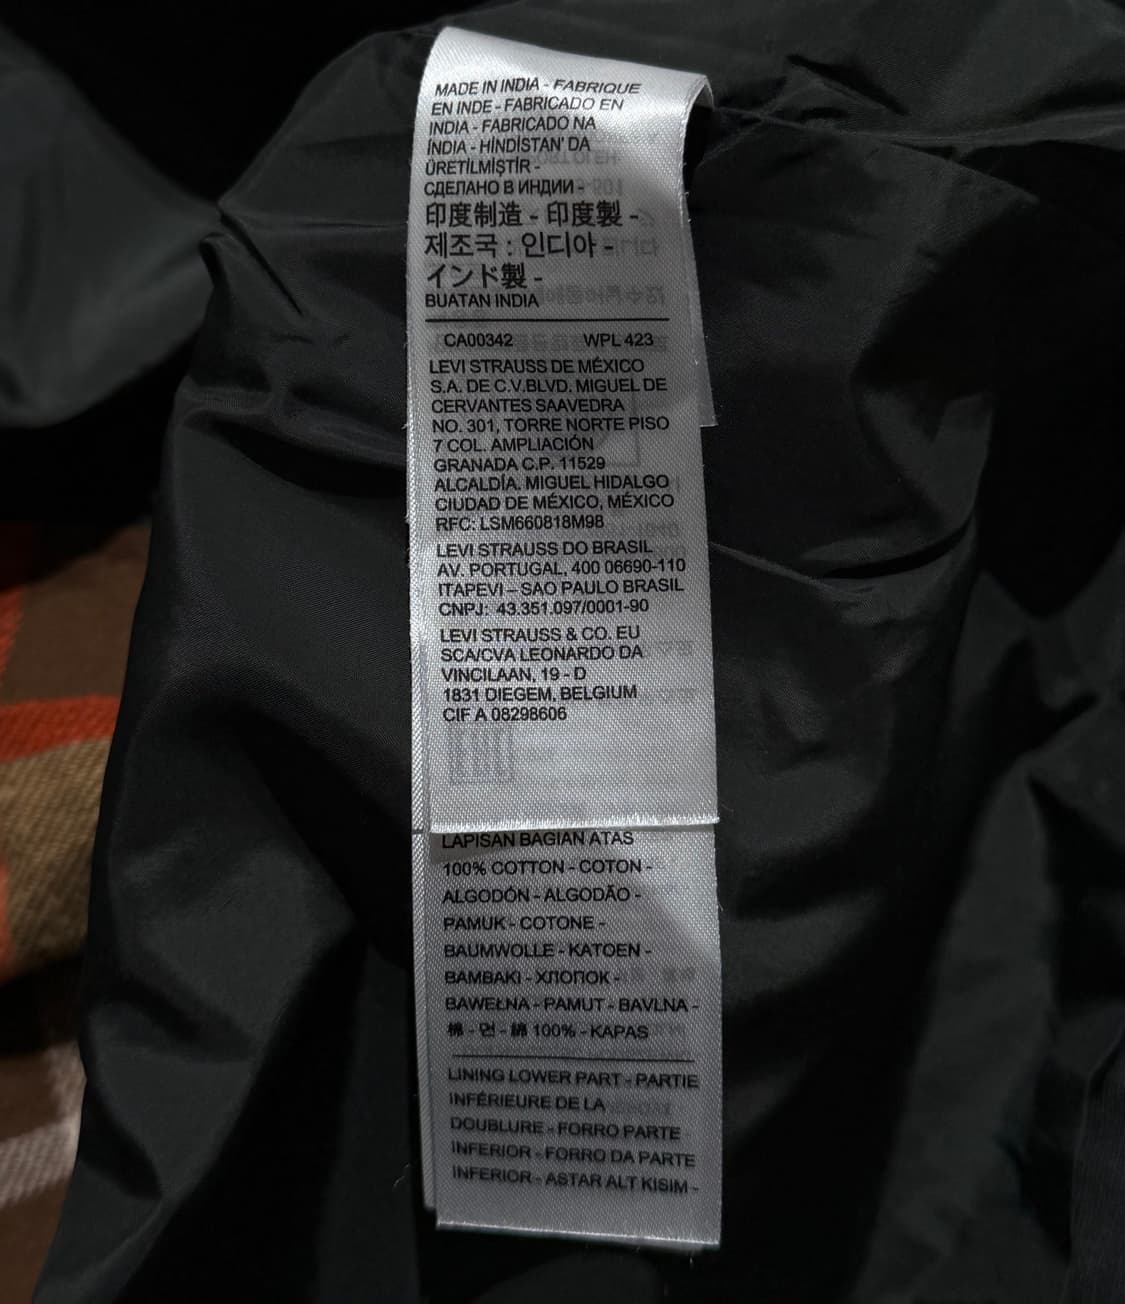 MADE IN INDIA - FABRIQUE
EN INDE - FABRICADO EN
INDIA - FABRICADO NA
ÍNDIA - HİNDİSTAN' DA
ÜRETİLMİŞTİR -
СДЕЛАНО В ИНДИИ -
印度制造 - 印度製 -
제조국 : 인디아 -
インド製 -
BUATAN INDIA
CA00342 WPL 423
LEVI STRAUSS DE MÉXICO
S.A. DE C.V.BLVD. MIGUEL DE
CERVANTES SAAVEDRA
NO. 301, TORRE NORTE PISO
7 COL. AMPLIACIÓN
GRANADA C.P. 11529
ALCALDÍA. MIGUEL HIDALGO
CIUDAD DE MÉXICO, MÉXICO
RFC: LSM660818M98
LEVI STRAUSS DO BRASIL
AV. PORTUGAL, 400 06690-110
ITAPEVI – SAO PAULO BRASIL
CNPJ: 43.351.097/0001-90
LEVI STRAUSS & CO. EU
SCA/CVA LEONARDO DA
VINCILAAN, 19 - D
1831 DIEGEM, BELGIUM
CIF A 08298606
LAPISAN BAGIAN ATAS
100% COTTON - COTON -
ALGODÓN - ALGODÃO -
PAMUK - COTONE -
BAUMWOLLE - KATOEN -
BAMBAKI - ХЛОПОК -
BAWEŁNA - PAMUT - BAVLNA -
棉 - 면 - 綿 100% - KAPAS
LINING LOWER PART - PARTIE
INFÉRIEURE DE LA
DOUBLURE - FORRO PARTE
INFERIOR - FORRO DA PARTE
INFERIOR - ASTAR ALT KISIM -